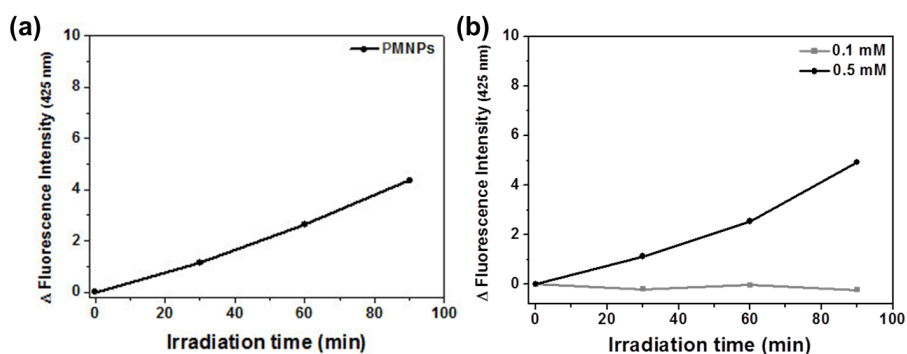 (a)
PMNPs
Δ Fluorescence Intensity (425 nm)
10
8
6
4
2
0
0 20 40 60 80 100
Irradiation time (min)
(b)
0.1 mM
0.5 mM
Δ Fluorescence Intensity (425 nm)
10
8
6
4
2
0
0 20 40 60 80 100
Irradiation time (min)